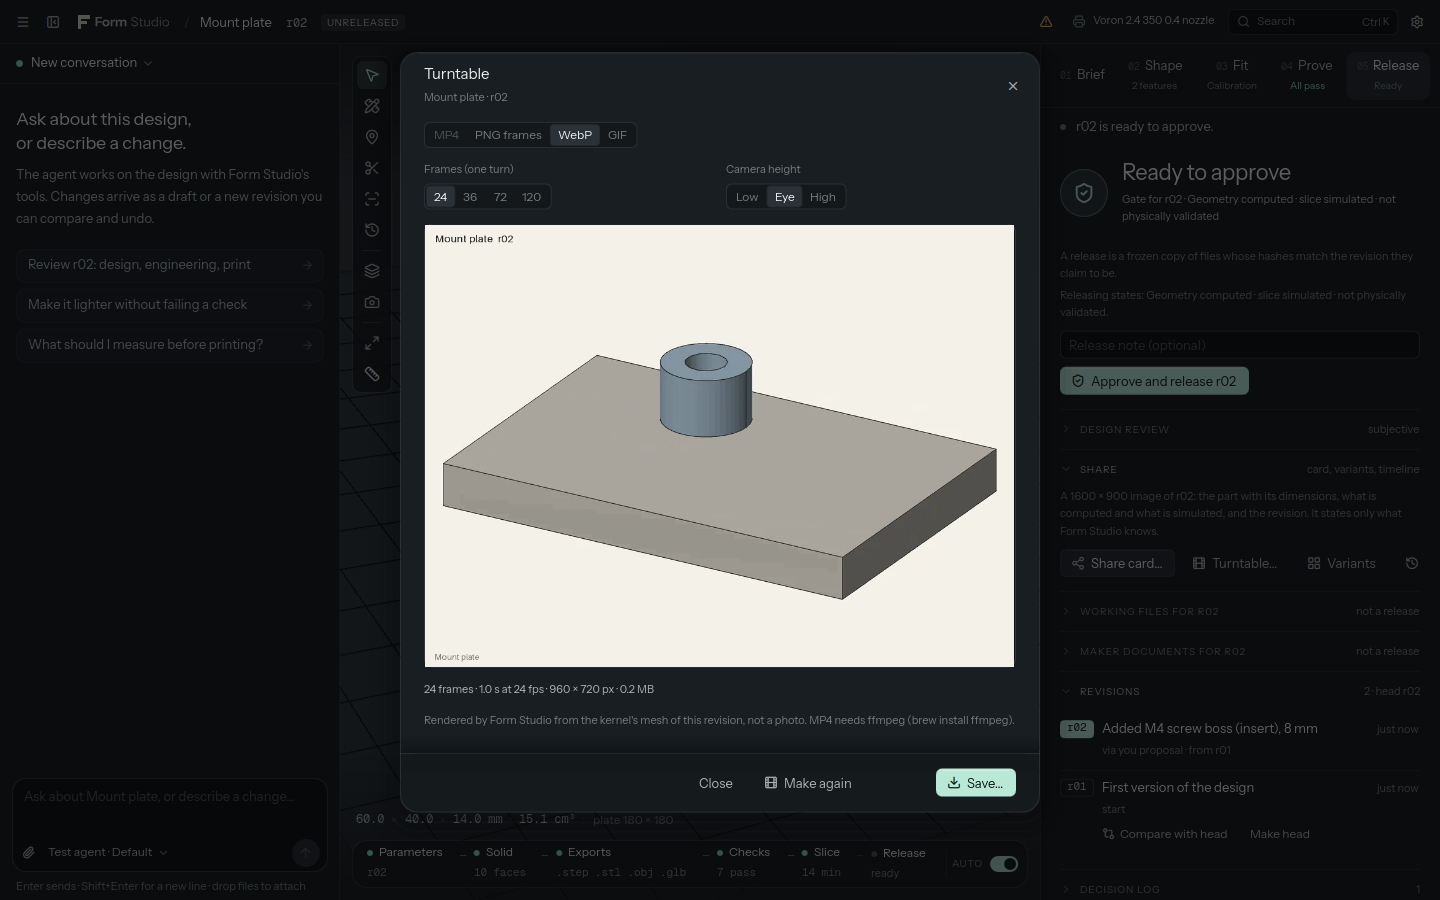 Form Studio / Mount plate r02 UNRELEASED
Voron 2.4 350 0.4 nozzle
Search Ctrl K
New conversation
Ask about this design,
or describe a change.
The agent works on the design with Form Studio's
tools. Changes arrive as a draft or a new revision you
can compare and undo.
Review r02: design, engineering, print
Make it lighter without failing a check
What should I measure before printing?
Ask about Mount plate, or describe a change...
Test agent · Default
Enter sends · Shift+Enter for a new line · drop files to attach
Turntable
Mount plate · r02
MP4 PNG frames WebP GIF
Frames (one turn)
24 36 72 120
Camera height
Low Eye High
Mount plate r02
Mount plate
24 frames · 1.0 s at 24 fps · 960 × 720 px · 0.2 MB
Rendered by Form Studio from the kernel's mesh of this revision, not a photo. MP4 needs ffmpeg (brew install ffmpeg).
Close Make again Save...
60.0 × 40.0 × 14.0 mm 15.1 cm³ plate 180 × 180
Parameters
r02
Solid
10 faces
Exports
.step .stl .obj .glb
Checks
7 pass
Slice
14 min
Release
ready
AUTO
01 Brief
02 Shape
2 features
03 Fit
Calibration
04 Prove
All pass
05 Release
Ready
r02 is ready to approve.
Ready to approve
Gate for r02 · Geometry computed · slice simulated · not
physically validated
A release is a frozen copy of files whose hashes match the revision they
claim to be.
Releasing states: Geometry computed · slice simulated · not physically
validated.
Release note (optional)
Approve and release r02
DESIGN REVIEW subjective
SHARE card, variants, timeline
A 1600 × 900 image of r02: the part with its dimensions, what is
computed and what is simulated, and the revision. It states only what
Form Studio knows.
Share card... Turntable... Variants
WORKING FILES FOR R02 not a release
MAKER DOCUMENTS FOR R02 not a release
REVISIONS 2 · head r02
r02 Added M4 screw boss (insert), 8 mm just now
via you proposal · from r01
r01 First version of the design just now
start
Compare with head Make head
DECISION LOG 1